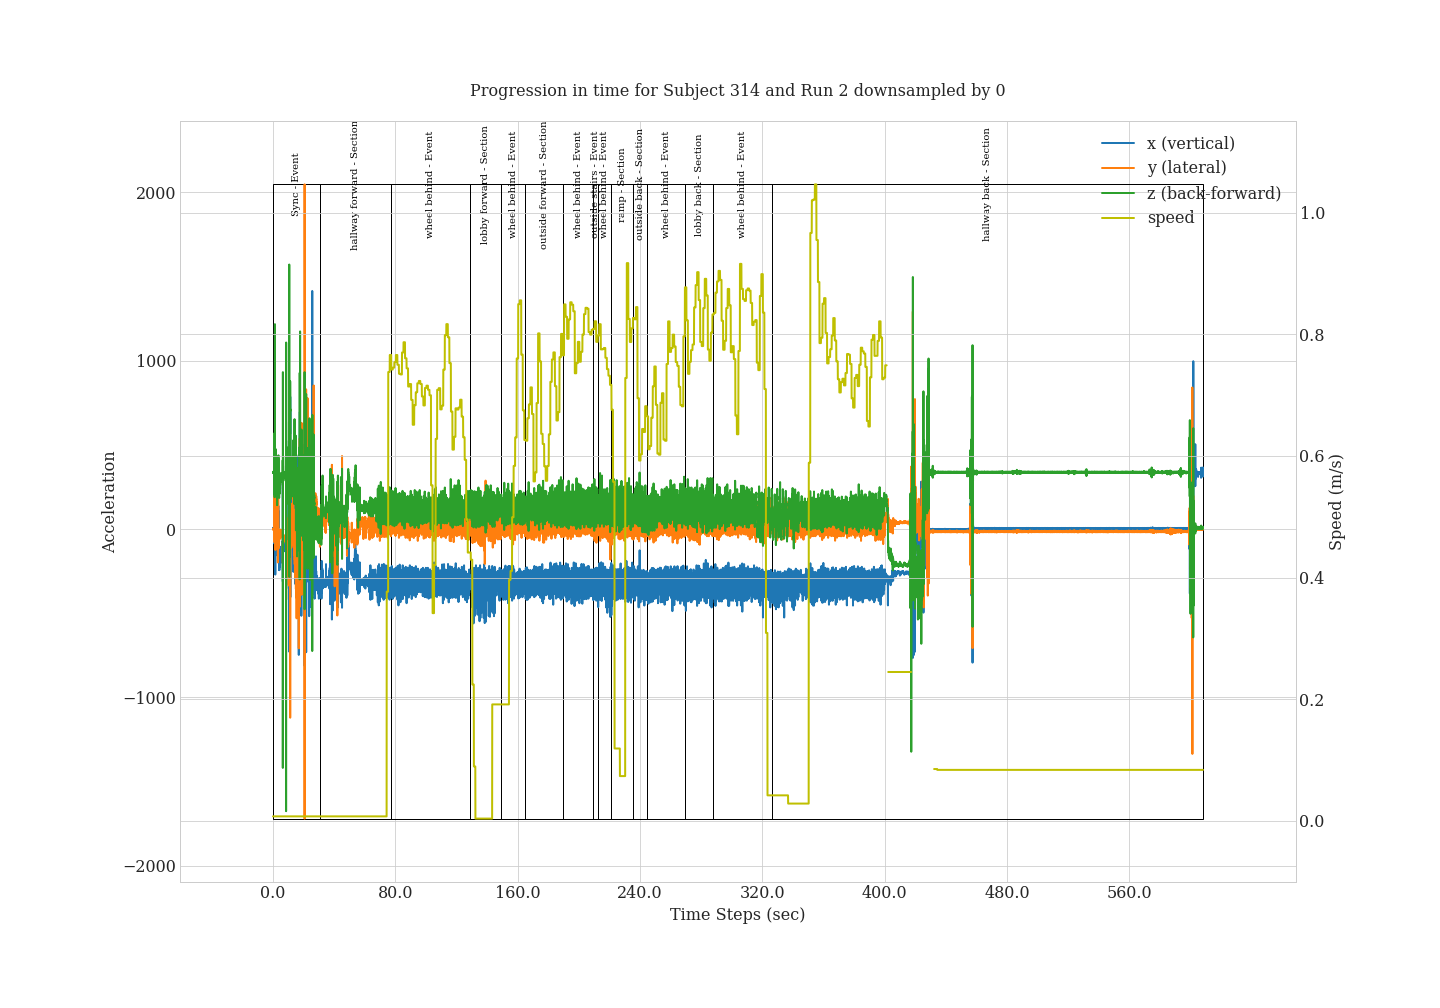 Progression in time for Subject 314 and Run 2 downsampled by 0
Sync - Event
hallway forward - Section
wheel behind - Event
lobby forward - Section
wheel behind - Event
outside forward - Section
wheel behind - Event
outside stairs - Event
wheel behind - Event
ramp - Section
outside back - Section
wheel behind - Event
lobby back - Section
wheel behind - Event
hallway back - Section
x (vertical)
y (lateral)
z (back-forward)
speed
2000
1000
0
−1000
−2000
Acceleration
1.0
0.8
0.6
0.4
0.2
0.0
Speed (m/s)
0.0 80.0 160.0 240.0 320.0 400.0 480.0 560.0
Time Steps (sec)